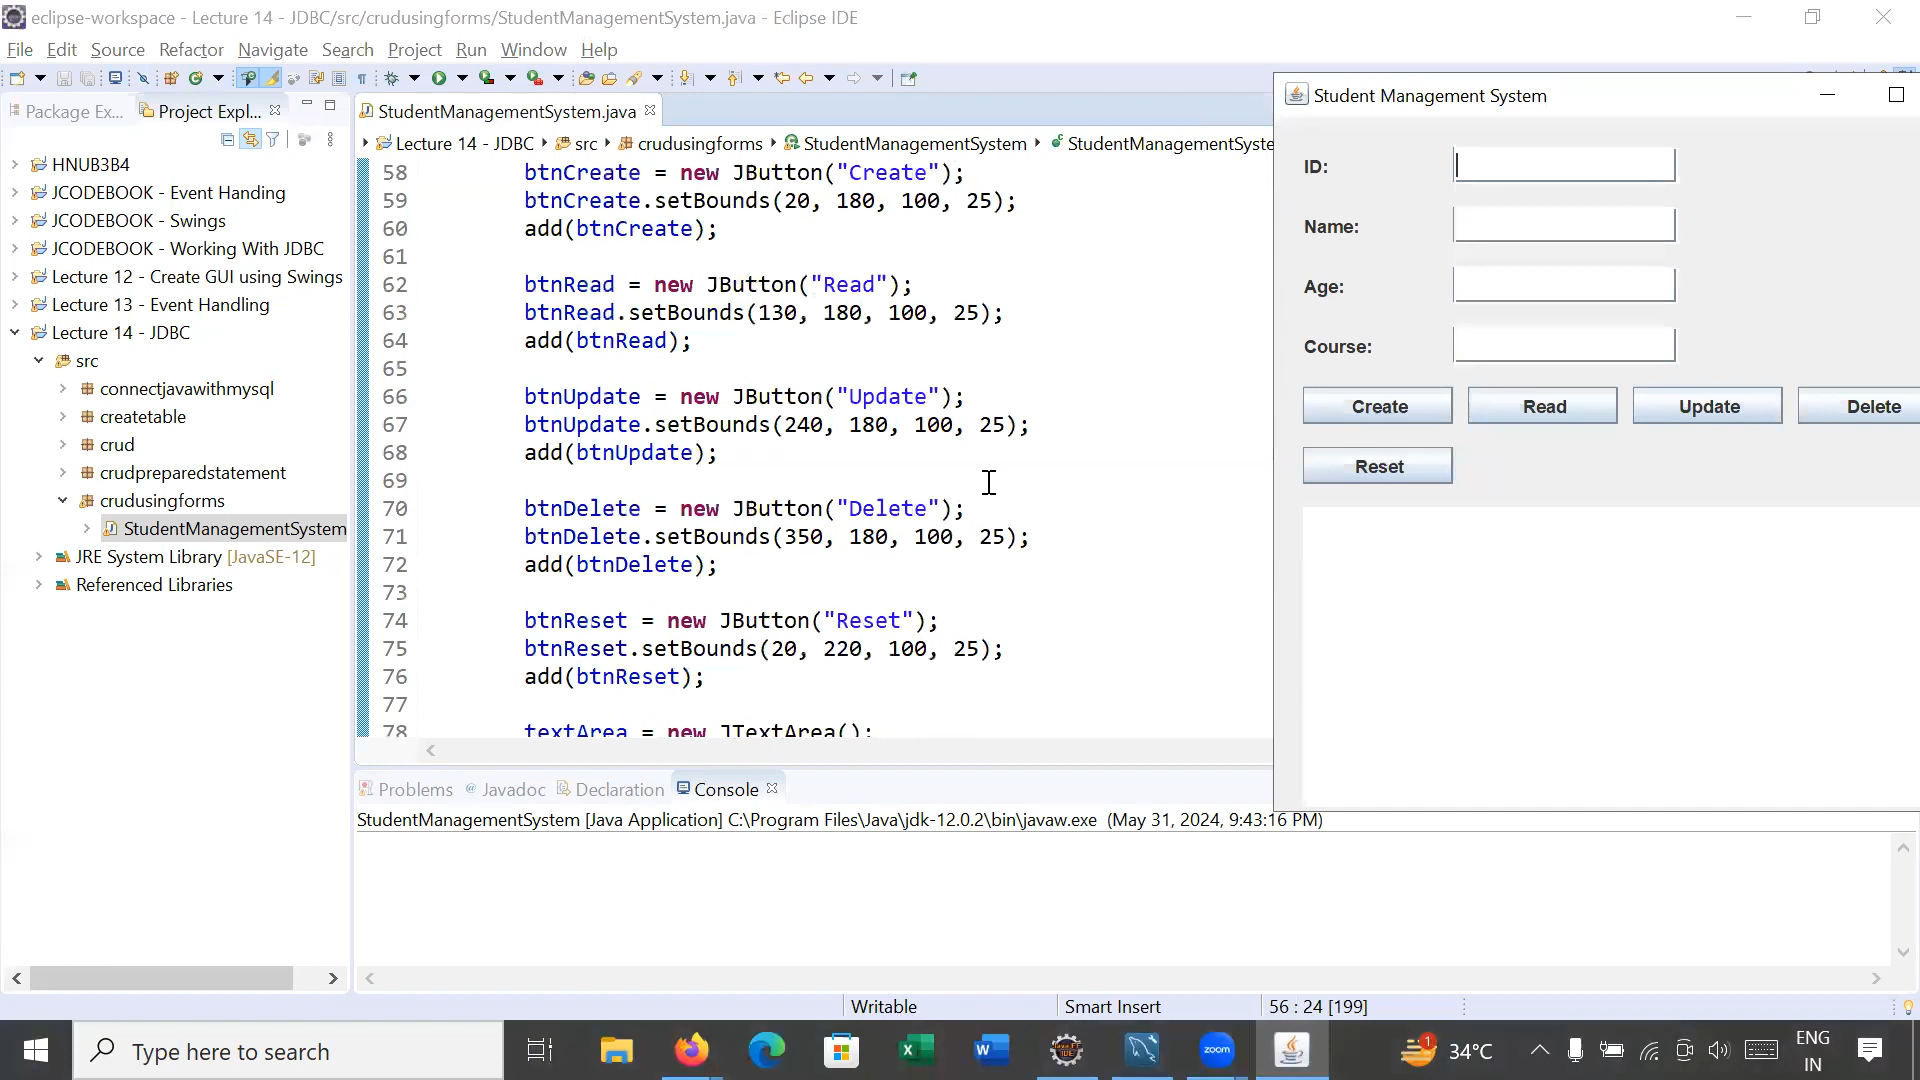 eclipse-workspace - Lecture 14 - JDBC/src/crudusingforms/StudentManagementSystem.java - Eclipse IDE
File Edit Source Refactor Navigate Search Project Run Window Help
Package Ex... Project Expl...
HNUB3B4
JCODEBOOK - Event Handing
JCODEBOOK - Swings
JCODEBOOK - Working With JDBC
Lecture 12 - Create GUI using Swings
Lecture 13 - Event Handling
Lecture 14 - JDBC
src
connectjavawithmysql
createtable
crud
crudpreparedstatement
crudusingforms
StudentManagementSystem
JRE System Library [JavaSE-12]
Referenced Libraries
StudentManagementSystem.java
Lecture 14 - JDBC src crudusingforms StudentManagementSystem StudentManagementSyste
58 btnCreate = new JButton("Create");
59 btnCreate.setBounds(20, 180, 100, 25);
60 add(btnCreate);
61
62 btnRead = new JButton("Read");
63 btnRead.setBounds(130, 180, 100, 25);
64 add(btnRead);
65
66 btnUpdate = new JButton("Update");
67 btnUpdate.setBounds(240, 180, 100, 25);
68 add(btnUpdate);
69
70 btnDelete = new JButton("Delete");
71 btnDelete.setBounds(350, 180, 100, 25);
72 add(btnDelete);
73
74 btnReset = new JButton("Reset");
75 btnReset.setBounds(20, 220, 100, 25);
76 add(btnReset);
77
78 textArea = new JTextArea();
Student Management System
ID:
Name:
Age:
Course:
Create Read Update Delete
Reset
Problems @ Javadoc Declaration Console
StudentManagementSystem [Java Application] C:\Program Files\Java\jdk-12.0.2\bin\javaw.exe (May 31, 2024, 9:43:16 PM)
Writable Smart Insert 56 : 24 [199]
Type here to search
zoom
1
34°C
ENG
IN